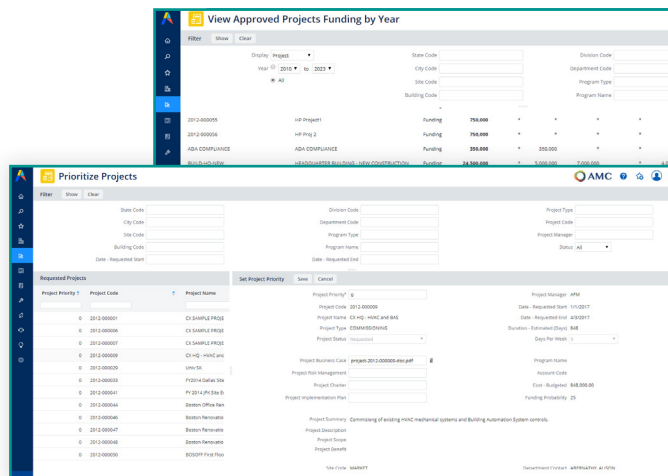 View Approved Projects Funding by Year
Filter Show Clear
Display Project State Code Division Code
Year 2010 to 2023 City Code Department Code
All Site Code Program Type
Building Code Program Name
2012-000055 HP Project1 Funding 750,000
2012-000056 HP Proj 2 Funding 750,000
ADA COMPLIANCE ADA COMPLIANCE Funding 350,000 350,000
BUILD-HQ-NEW HEADQUARTER BUILDING - NEW CONSTRUCTION Funding 24,500,000 5,000,000 7,000,000
Prioritize Projects AMC
Filter Show Clear
State Code Division Code Project Type
City Code Department Code Project Code
Site Code Program Type Project Manager
Building Code Program Name Status All
Date - Requested Start Date - Requested End
Requested Projects Set Project Priority Save Cancel
Project Priority Project Code Project Name
Project Priority* 0 Project Manager AFM
Project Code 2012-000006 Date - Requested Start 1/1/2017
Project Name CX HQ - HVAC and BAS Date - Requested End 4/3/2017
Project Type COMMISSIONING Duration - Estimated (Days) 848
Project Status Requested Days Per Week 5
Project Business Case Program Name
Project Risk Management Account Code
Project Charter Cost - Budgeted 848,000.00
Project Implementation Plan Funding Probability 25
Project Summary Commissioning of existing HVAC mechanical systems and Building Automation System controls.
Project Description
Project Scope
Project Benefit
Site Code MARKET Department Contact ABERNATHY, ALISON
0 2012-000001 CX SAMPLE PROJE
0 2012-000006 CX SAMPLE PROJE
0 2012-000007 CX SAMPLE PROJE
0 2012-000009 CX HQ - HVAC and
0 2012-000029 Univ SX
0 2012-000033 FY2014 Dallas Site
0 2012-000041 FY 2014 JFK Site E
0 2012-000044 Boston Office Ren
0 2012-000046 Boston Renovatio
0 2012-000047 Boston Renovatio
0 2012-000048 Boston Renovatio
0 2012-000050 BOSOFF First Floo